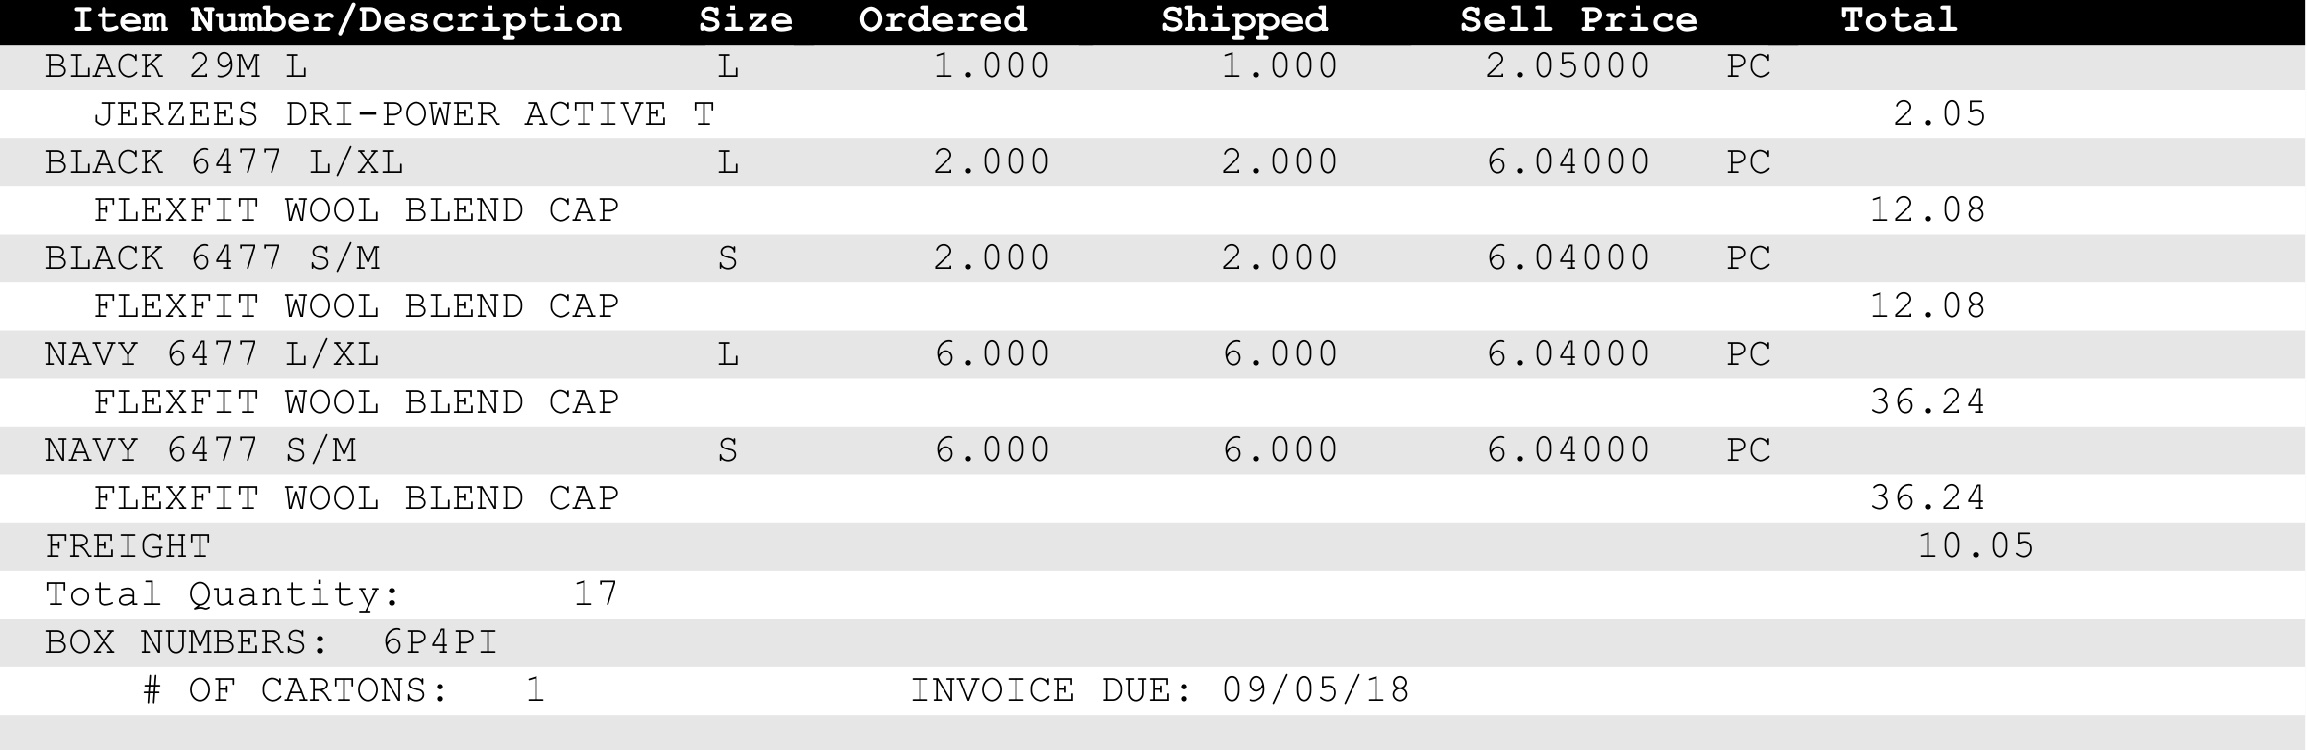 Item Number/Description Size Ordered Shipped Sell Price Total
BLACK 29M L L 1.000 1.000 2.05000 PC
JERZEES DRI-POWER ACTIVE T 2.05
BLACK 6477 L/XL L 2.000 2.000 6.04000 PC
FLEXFIT WOOL BLEND CAP 12.08
BLACK 6477 S/M S 2.000 2.000 6.04000 PC
FLEXFIT WOOL BLEND CAP 12.08
NAVY 6477 L/XL L 6.000 6.000 6.04000 PC
FLEXFIT WOOL BLEND CAP 36.24
NAVY 6477 S/M S 6.000 6.000 6.04000 PC
FLEXFIT WOOL BLEND CAP 36.24
FREIGHT 10.05
Total Quantity: 17
BOX NUMBERS: 6P4PI
# OF CARTONS: 1 INVOICE DUE: 09/05/18